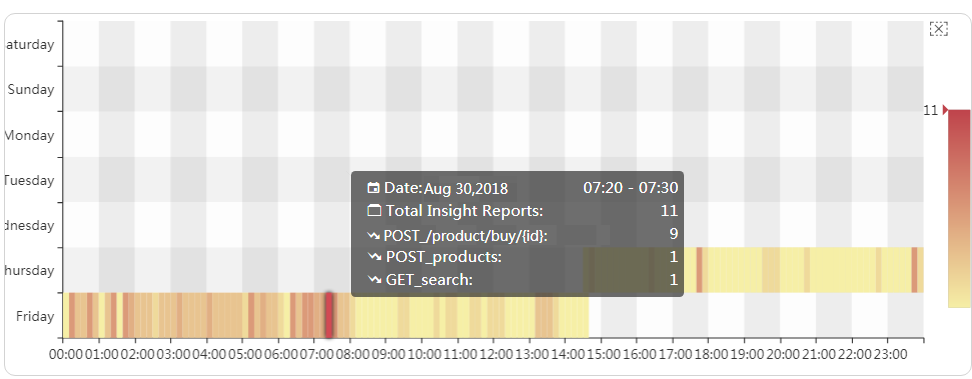 aturday
Sunday
Monday
Tuesday
dnesday
hursday
Friday
11
Date:Aug 30,2018 07:20 - 07:30
Total Insight Reports: 11
POST_/product/buy/{id}: 9
POST_products: 1
GET_search: 1
00:00 01:00 02:00 03:00 04:00 05:00 06:00 07:00 08:00 09:00 10:00 11:00 12:00 13:00 14:00 15:00 16:00 17:00 18:00 19:00 20:00 21:00 22:00 23:00